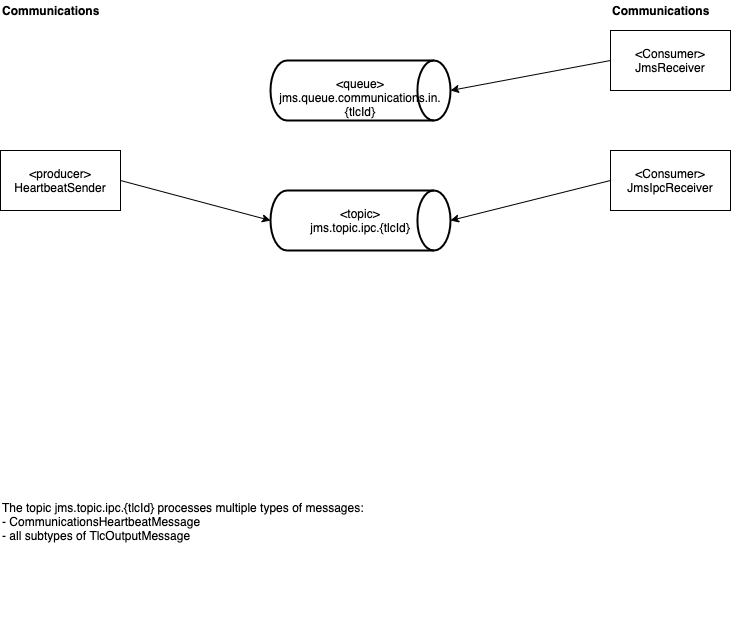 Communications
Communications
<Consumer>
JmsReceiver
<queue>
jms.queue.communications.in.
{tlcId}
<producer>
HeartbeatSender
<Consumer>
JmsIpcReceiver
<topic>
jms.topic.ipc.{tlcId}
The topic jms.topic.ipc.{tlcId} processes multiple types of messages:
- CommunicationsHeartbeatMessage
- all subtypes of TlcOutputMessage